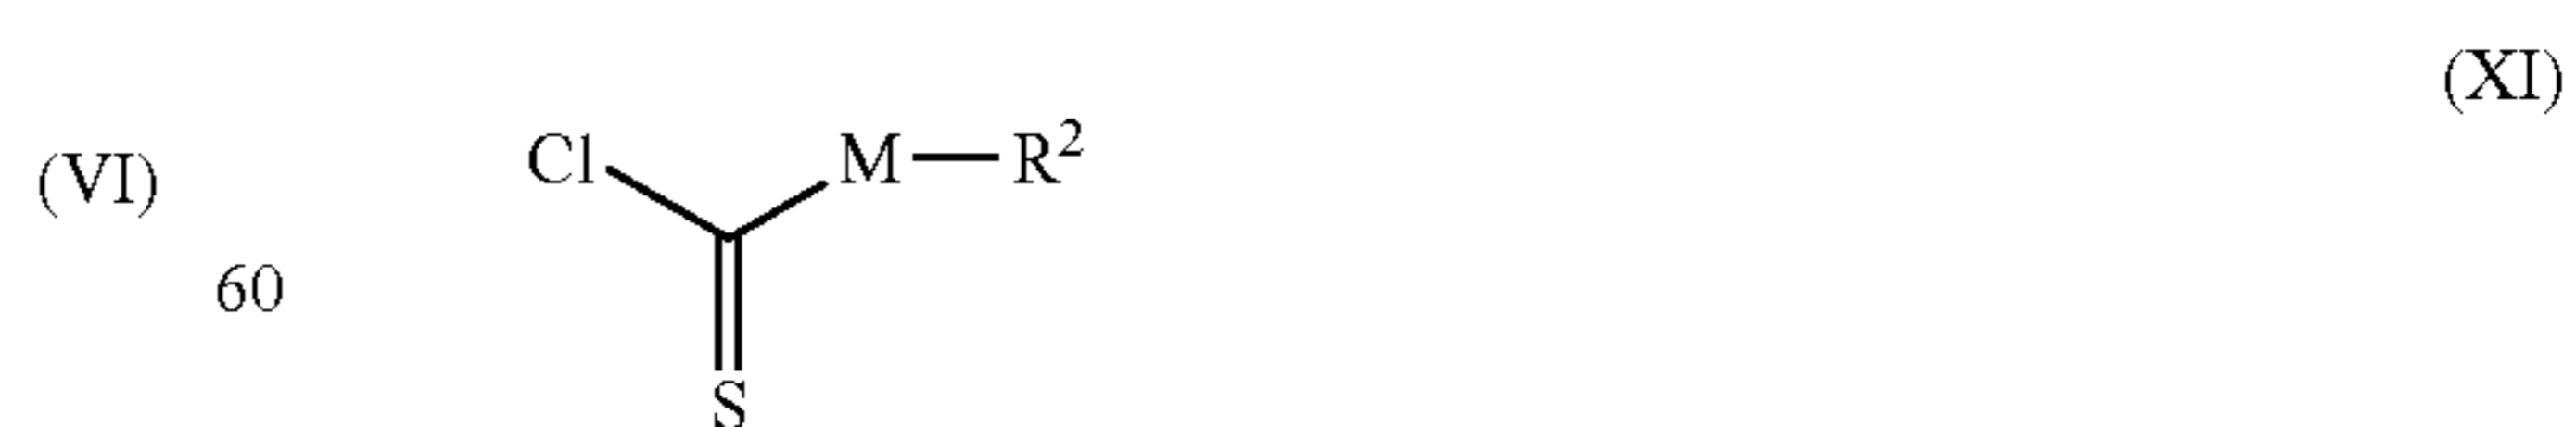 (XI)
Cl M—R²
(VI)
60
S